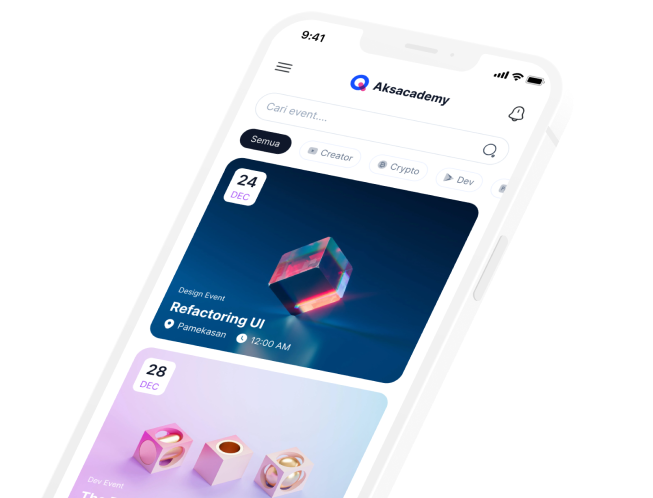 9:41
Aksacademy
Cari event....
Semua
Creator
Crypto
Dev
24
DEC
Design Event
Refactoring UI
Pamekasan
12:00 AM
28
DEC
Dev Event